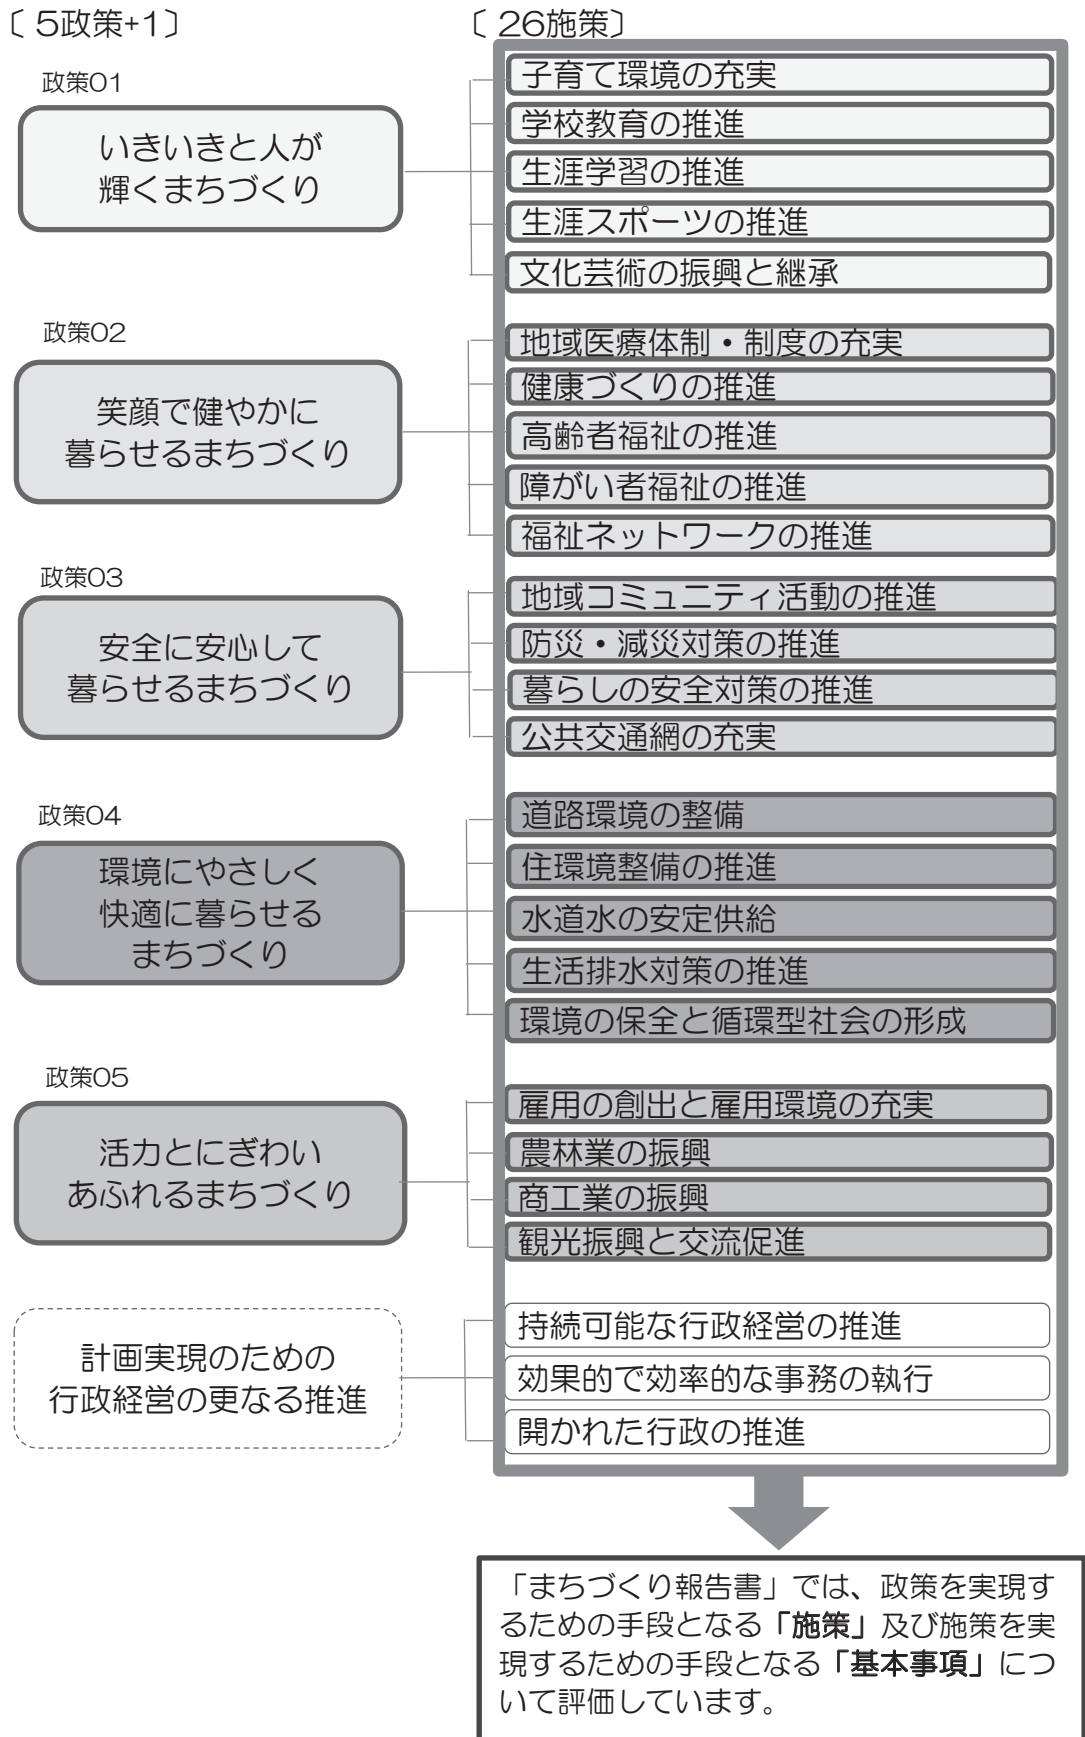 〔 5政策+1〕
〔 26施策〕
政策01
いきいきと人が
輝くまちづくり
子育て環境の充実
学校教育の推進
生涯学習の推進
生涯スポーツの推進
文化芸術の振興と継承
政策02
笑顔で健やかに
暮らせるまちづくり
地域医療体制・制度の充実
健康づくりの推進
高齢者福祉の推進
障がい者福祉の推進
福祉ネットワークの推進
政策03
安全に安心して
暮らせるまちづくり
地域コミュニティ活動の推進
防災・減災対策の推進
暮らしの安全対策の推進
公共交通網の充実
政策04
環境にやさしく
快適に暮らせる
まちづくり
道路環境の整備
住環境整備の推進
水道水の安定供給
生活排水対策の推進
環境の保全と循環型社会の形成
政策05
活力とにぎわい
あふれるまちづくり
雇用の創出と雇用環境の充実
農林業の振興
商工業の振興
観光振興と交流促進
計画実現のための
行政経営の更なる推進
持続可能な行政経営の推進
効果的で効率的な事務の執行
開かれた行政の推進
「まちづくり報告書」では、政策を実現す
るための手段となる「施策」及び施策を実
現するための手段となる「基本事項」につ
いて評価しています。